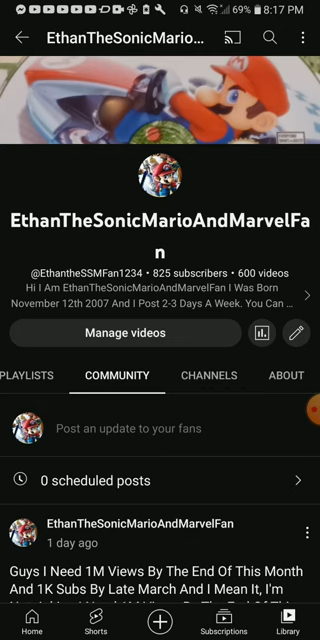 69% 8:17 PM
EthanTheSonicMario...
EthanTheSonicMarioAndMarvelFa
n
@EthantheSSMFan1234 • 825 subscribers • 600 videos
Hi I Am EthanTheSonicMarioAndMarvelFan I Was Born
November 12th 2007 And I Post 2-3 Days A Week. You Can ...
Manage videos
PLAYLISTS COMMUNITY CHANNELS ABOUT
Post an update to your fans
0 scheduled posts
EthanTheSonicMarioAndMarvelFan
1 day ago
Guys I Need 1M Views By The End Of This Month
And 1K Subs By Late March And I Mean It, I'm
Home Shorts Subscriptions Library